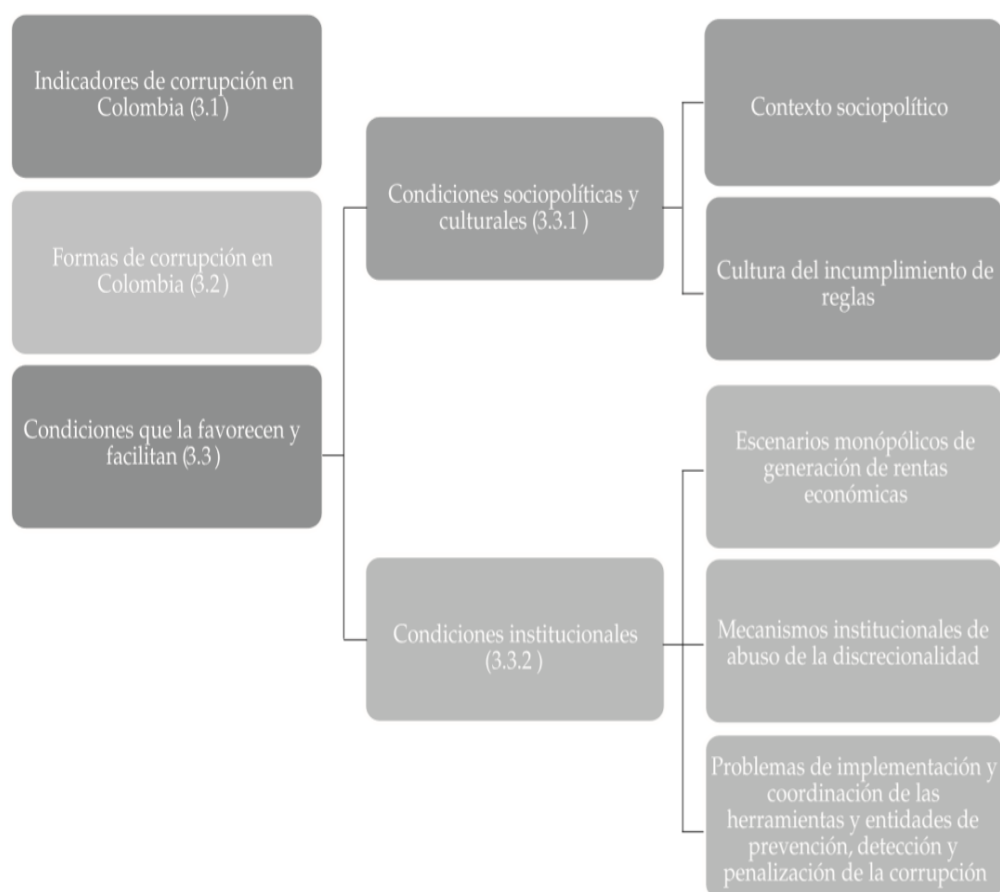 Indicadores de corrupción en
Colombia (3.1)
Formas de corrupción en
Colombia (3.2)
Condiciones que la favorecen y
facilitan (3.3)
Condiciones sociopolíticas y
culturales (3.3.1)
Contexto sociopolítico
Cultura del incumplimiento de
reglas
Condiciones institucionales
(3.3.2)
Escenarios monópólicos de
generación de rentas
económicas
Mecanismos institucionales de
abuso de la discrecionalidad
Problemas de implementación y
coordinación de las
herramientas y entidades de
prevención, detección y
penalización de la corrupción